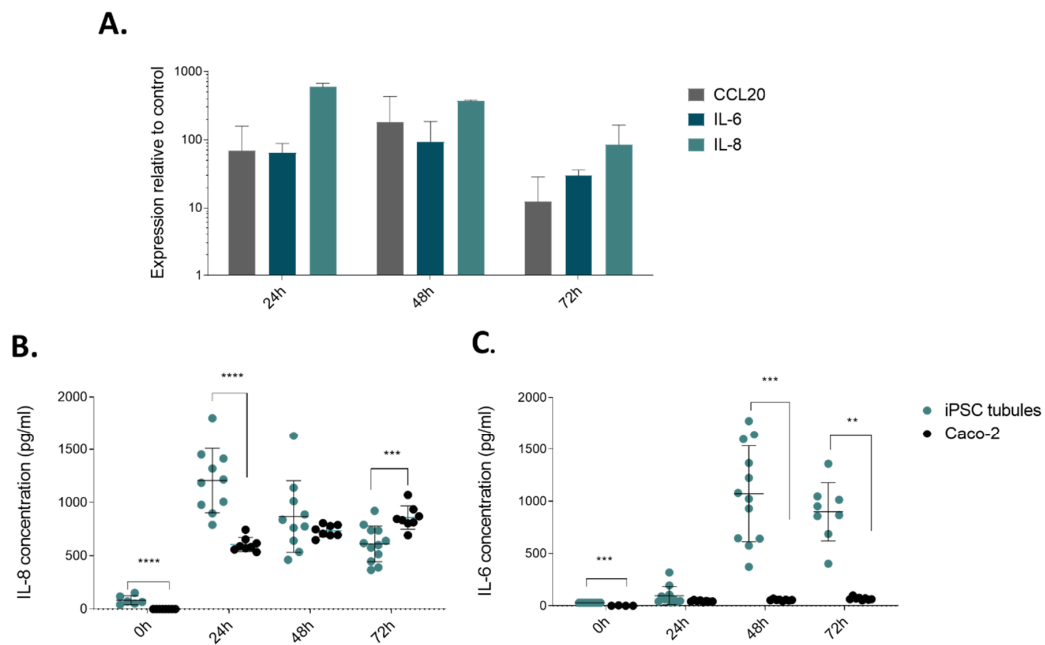 A.
Expression relative to control
1000
100
10
1
24h
48h
72h
CCL20
IL-6
IL-8
B.
IL-8 concentration (pg/ml)
2000
1500
1000
500
0
****
****
***
0h
24h
48h
72h
C.
IL-6 concentration (pg/ml)
2000
1500
1000
500
0
***
***
**
0h
24h
48h
72h
iPSC tubules
Caco-2